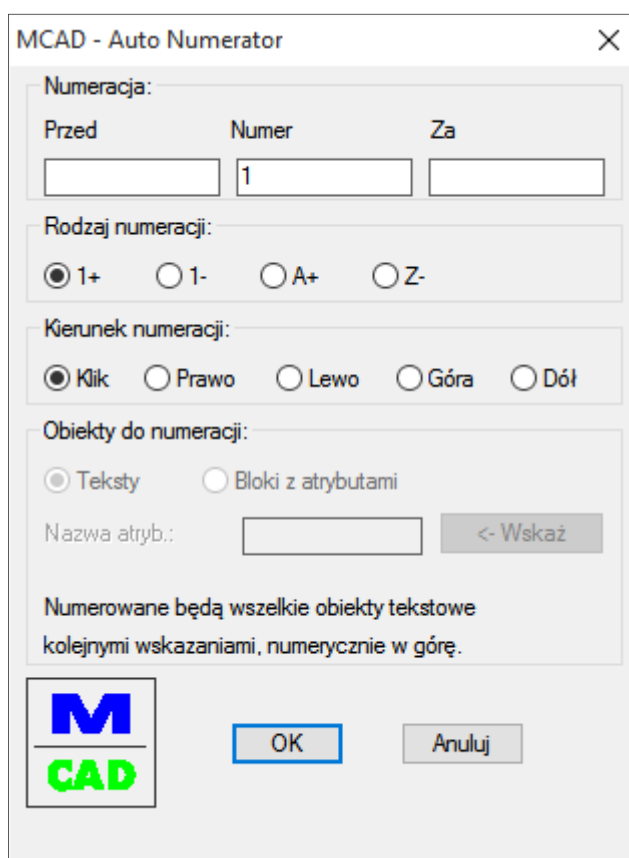 MCAD - Auto Numerator
Numeracja:
Przed Numer Za
1
Rodzaj numeracji:
1+ 1- A+ Z-
Kierunek numeracji:
Klik Prawo Lewo Góra Dół
Obiekty do numeracji:
Teksty Bloki z atrybutami
Nazwa atryb.: <- Wskaż
Numerowane będą wszelkie obiekty tekstowe
kolejnymi wskazaniami, numerycznie w górę.
M
CAD
OK Anuluj